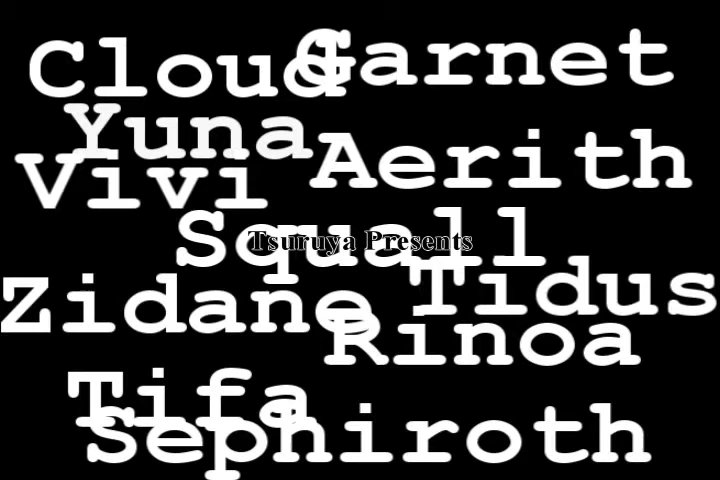 Cloud
Garnet
Yuna
Aerith
Vivi
Squall
Tsuruya Presents
Tidus
Zidane
Rinoa
Tifa
Sephiroth